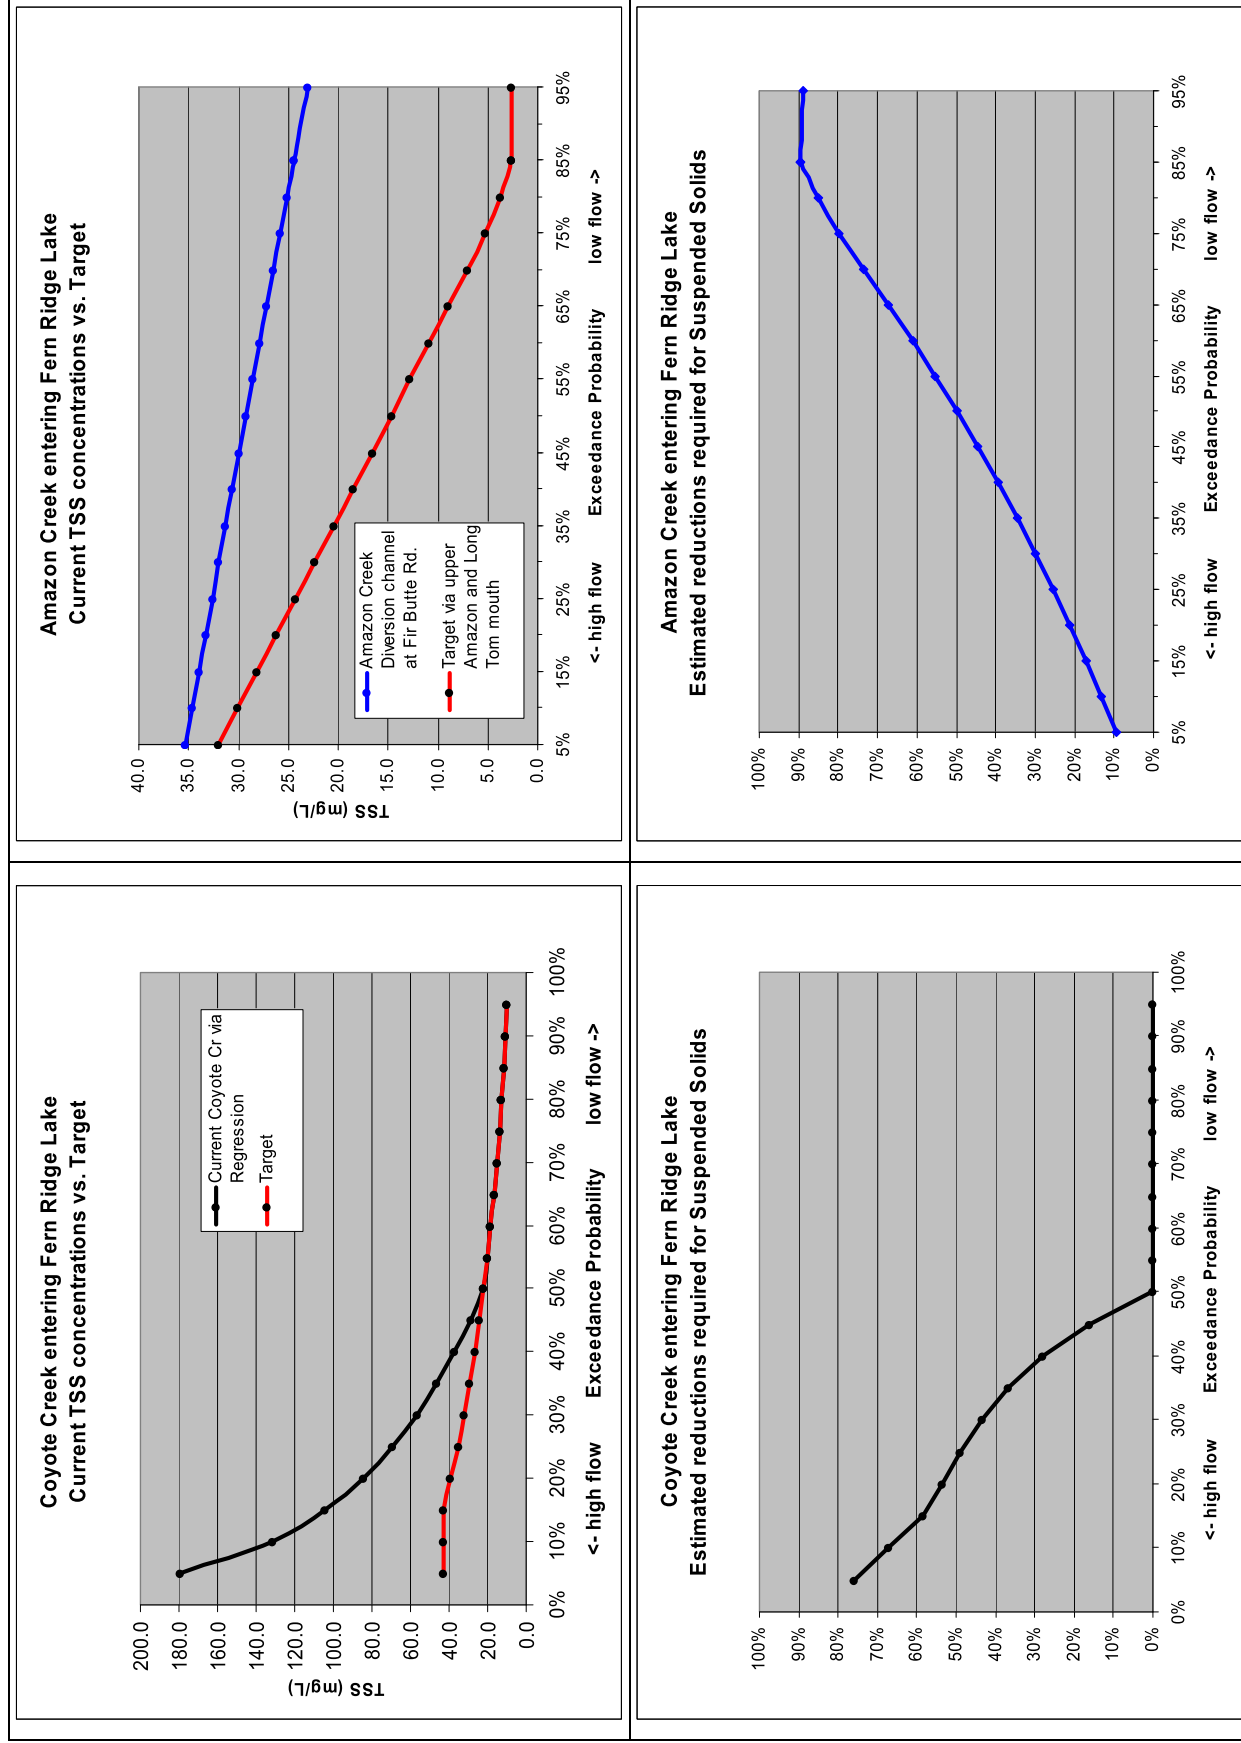 Coyote Creek entering Fern Ridge Lake
Current TSS concentrations vs. Target
200.0
180.0
160.0
140.0
120.0
100.0
80.0
60.0
40.0
20.0
0.0
TSS (mg/L)
Current Coyote Cr via
Regression
Target
0% 10% 20% 30% 40% 50% 60% 70% 80% 90% 100%
<- high flow Exceedance Probability low flow ->
Amazon Creek entering Fern Ridge Lake
Current TSS concentrations vs. Target
40.0
35.0
30.0
25.0
20.0
15.0
10.0
5.0
0.0
TSS (mg/L)
Amazon Creek
Diversion channel
at Fir Butte Rd.
Target via upper
Amazon and Long
Tom mouth
5% 15% 25% 35% 45% 55% 65% 75% 85% 95%
<- high flow Exceedance Probability low flow ->
Coyote Creek entering Fern Ridge Lake
Estimated reductions required for Suspended Solids
100%
90%
80%
70%
60%
50%
40%
30%
20%
10%
0%
0% 10% 20% 30% 40% 50% 60% 70% 80% 90% 100%
<- high flow Exceedance Probability low flow ->
Amazon Creek entering Fern Ridge Lake
Estimated reductions required for Suspended Solids
100%
90%
80%
70%
60%
50%
40%
30%
20%
10%
0%
5% 15% 25% 35% 45% 55% 65% 75% 85% 95%
<- high flow Exceedance Probability low flow ->